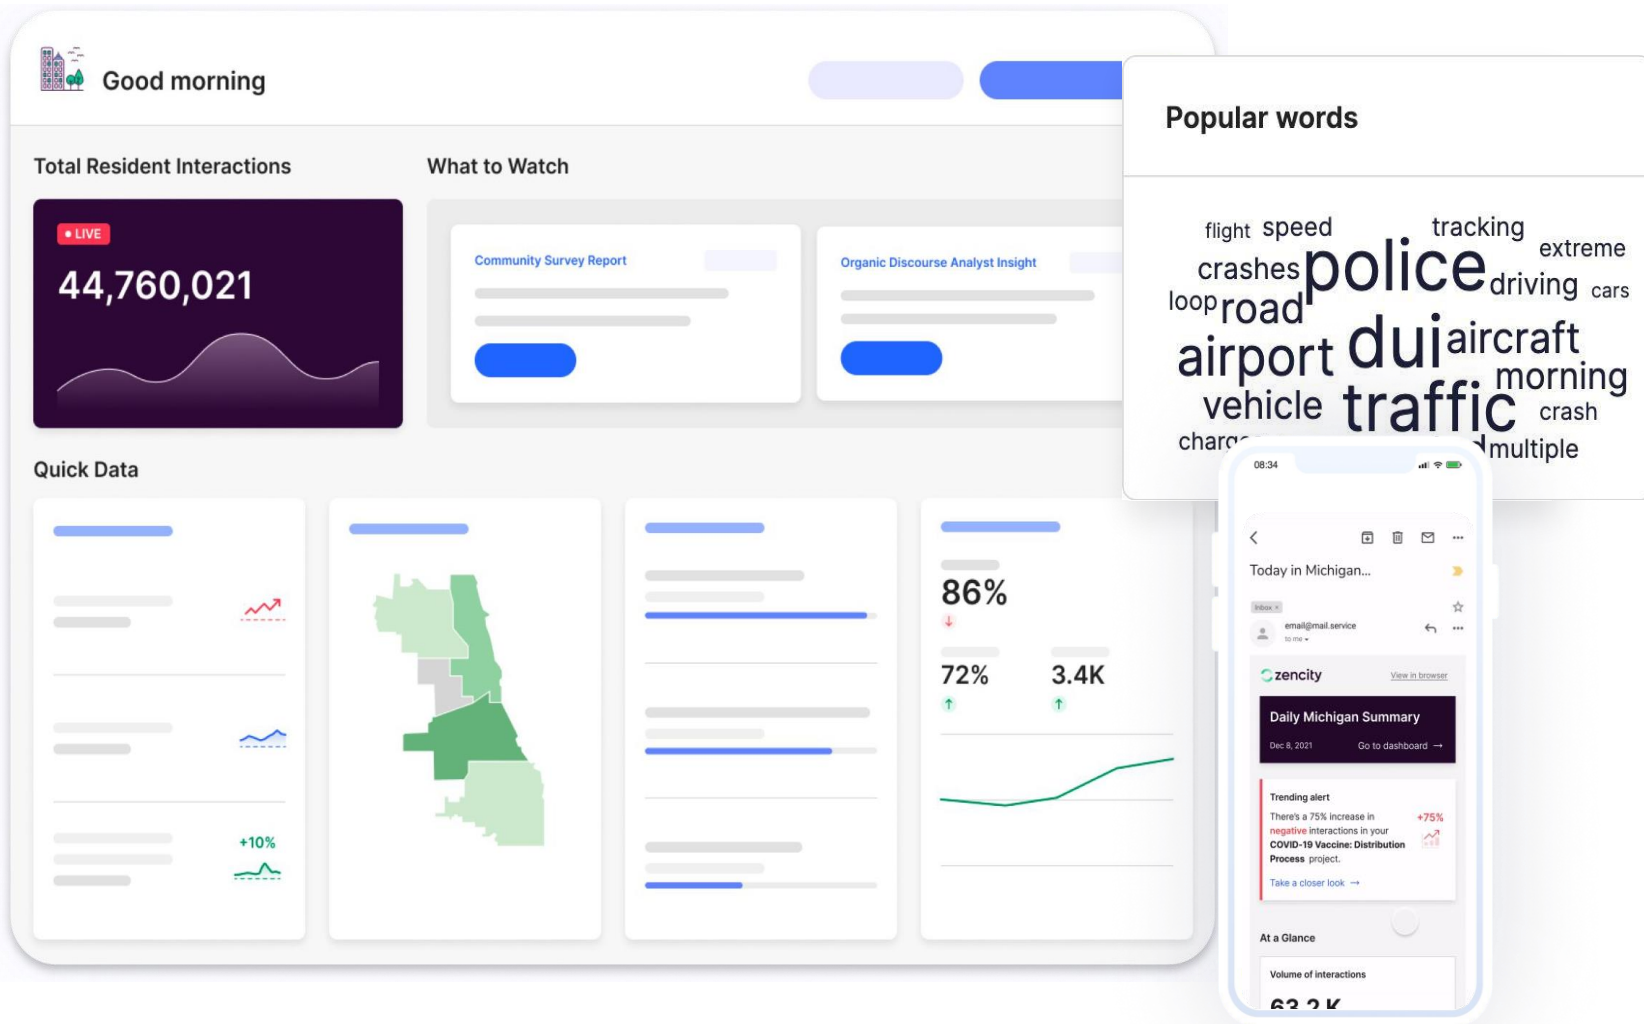 Good morning
Total Resident Interactions
What to Watch
LIVE
44,760,021
Community Survey Report
Organic Discourse Analyst Insight
Quick Data
+10%
86%
72%
3.4K
Popular words
flight speed tracking
extreme
crashes police driving cars
loop road
airport dui aircraft
morning
vehicle traffic crash
multiple
08:34
Today in Michigan...
Inbox ×
email@mail.service
to me
zencity
View in browser
Daily Michigan Summary
Dec 8, 2021
Go to dashboard →
Trending alert
There's a 75% increase in
negative interactions in your
COVID-19 Vaccine: Distribution
Process project.
+75%
Take a closer look →
At a Glance
Volume of interactions
63.2 K